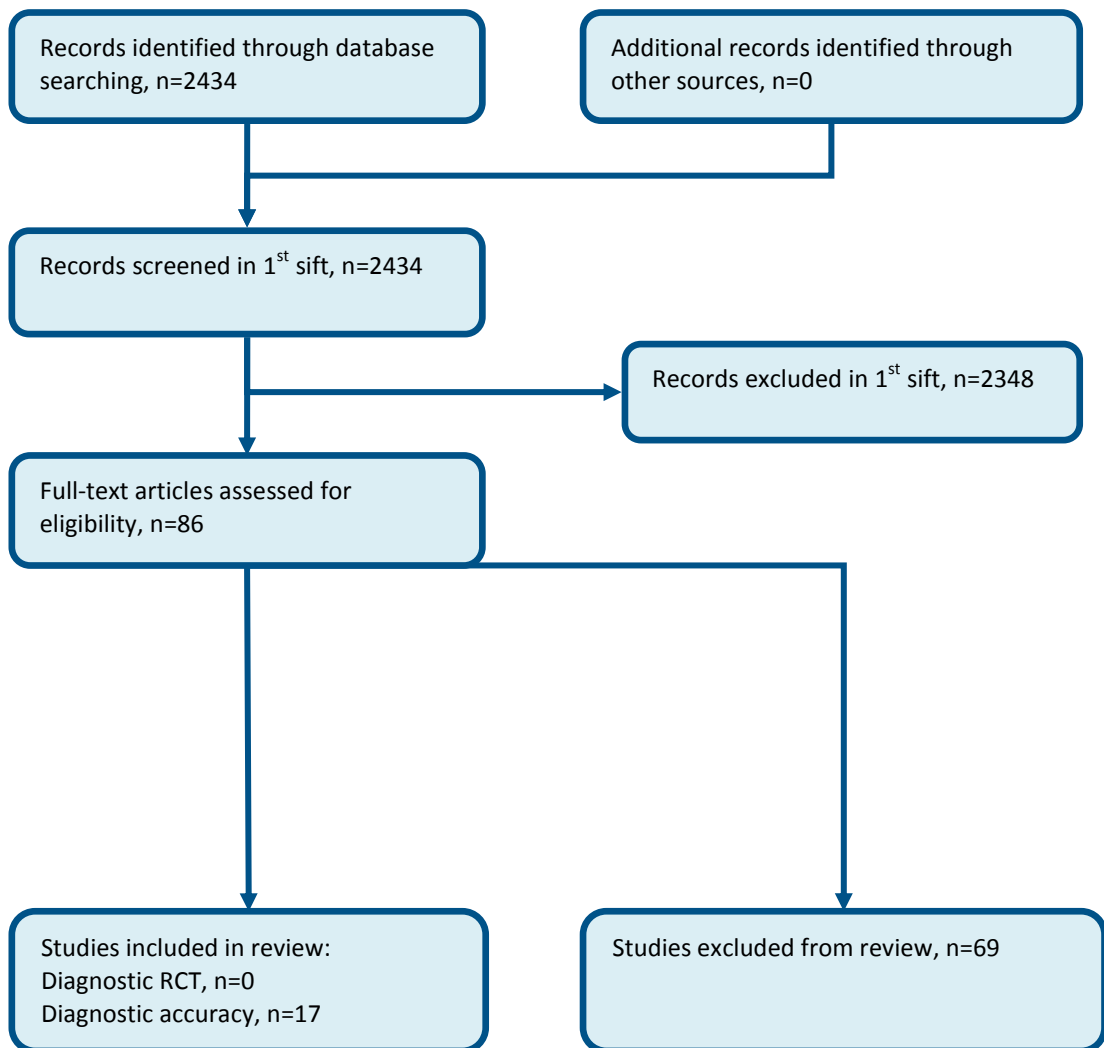 Records identified through database
searching, n=2434
Additional records identified through
other sources, n=0
Records screened in 1st sift, n=2434
Records excluded in 1st sift, n=2348
Full-text articles assessed for
eligibility, n=86
Studies included in review:
Diagnostic RCT, n=0
Diagnostic accuracy, n=17
Studies excluded from review, n=69